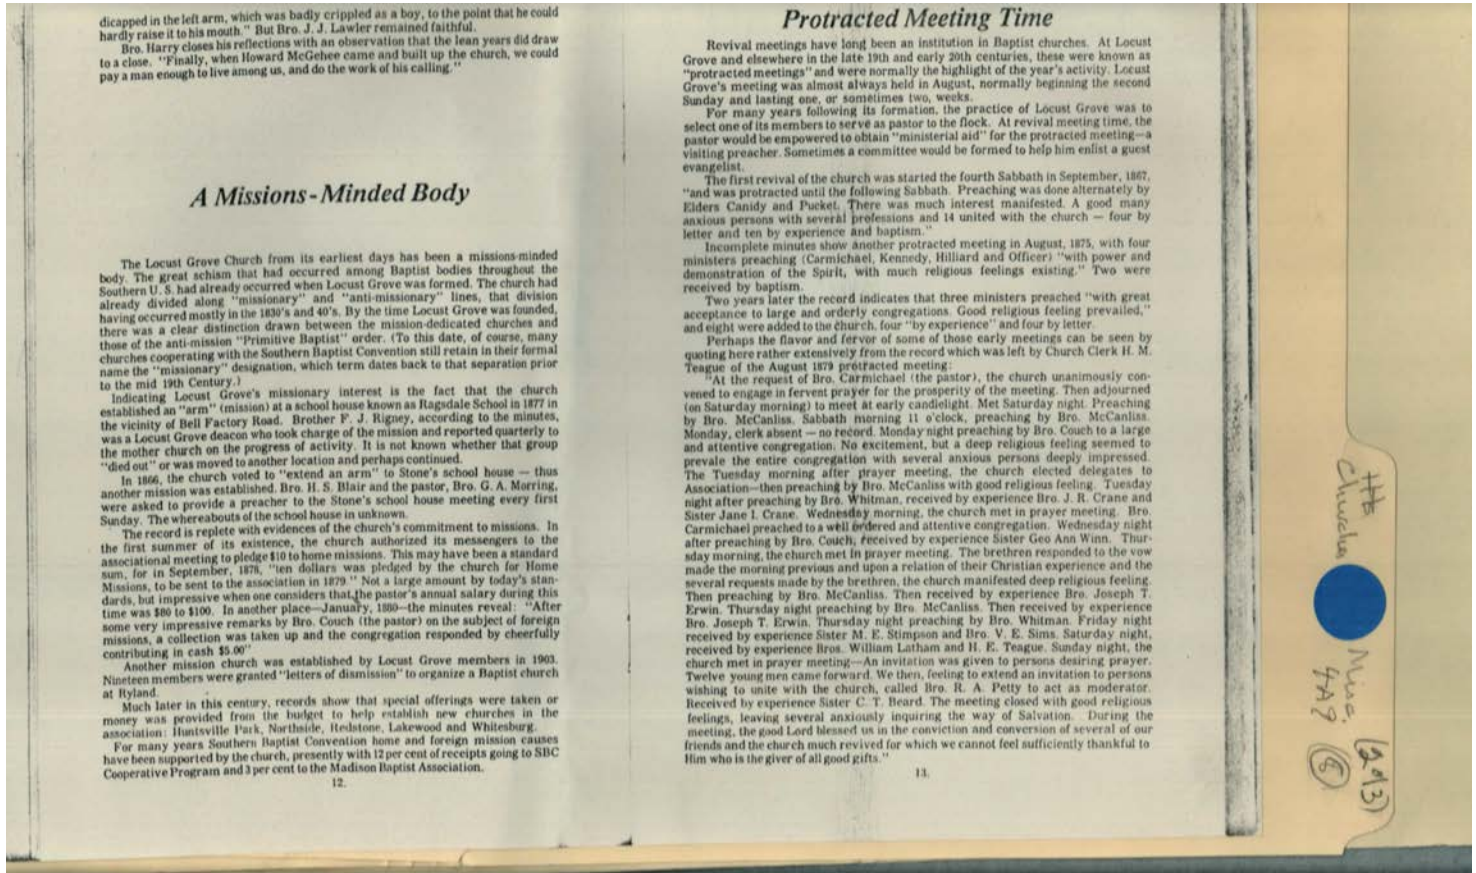 dicapped in the left arm, which was badly crippled as a boy, to the point that he could
hardly raise it to his mouth." But Bro. J. J. Lawler remained faithful.
Bro. Harry closes his reflections with an observation that the lean years did draw
to a close. "Finally, when Howard McGehee came and built up the church, we could
pay a man enough to live among us, and do the work of his calling."
A Missions-Minded Body
The Locust Grove Church from its earliest days has been a missions-minded
body. The great schism that had occurred among Baptist bodies throughout the
Southern U. S. had already occurred when Locust Grove was formed. The church had
already divided along "missionary" and "anti-missionary" lines, that division
having occurred mostly in the 1830's and 40's. By the time Locust Grove was founded,
there was a clear distinction drawn between the mission-dedicated churches and
those of the anti-mission "Primitive Baptist" order. (To this date, of course, many
churches cooperating with the Southern Baptist Convention still retain in their formal
name the "missionary" designation, which term dates back to that separation prior
to the mid 19th Century.)
Indicating Locust Grove's missionary interest is the fact that the church
established an "arm" (mission) at a school house known as Ragsdale School in 1877 in
the vicinity of Bell Factory Road. Brother F. J. Rigney, according to the minutes,
was a Locust Grove deacon who took charge of the mission and reported quarterly to
the mother church on the progress of activity. It is not known whether that group
"died out" or was moved to another location and perhaps continued.
In 1866, the church voted to "extend an arm" to Stone's school house — thus
another mission was established. Bro. H. S. Blair and the pastor, Bro. G. A. Morring,
were asked to provide a preacher to the Stone's school house meeting every first
Sunday. The whereabouts of the school house in unknown.
The record is replete with evidences of the church's commitment to missions. In
the first summer of its existence, the church authorized its messengers to the
associational meeting to pledge $10 to home missions. This may have been a standard
sum, for in September, 1878, "ten dollars was pledged by the church for Home
Missions, to be sent to the association in 1879." Not a large amount by today's stan-
dards, but impressive when one considers that the pastor's annual salary during this
time was $80 to $100. In another place—January, 1880—the minutes reveal: "After
some very impressive remarks by Bro. Couch (the pastor) on the subject of foreign
missions, a collection was taken up and the congregation responded by cheerfully
contributing in cash $5.00"
Another mission church was established by Locust Grove members in 1903.
Nineteen members were granted "letters of dismission" to organize a Baptist church
at Ryland.
Much later in this century, records show that special offerings were taken or
money was provided from the budget to help establish new churches in the
association: Huntsville Park, Northside, Redstone, Lakewood and Whitesburg.
For many years Southern Baptist Convention home and foreign mission causes
have been supported by the church, presently with 12 per cent of receipts going to SBC
Cooperative Program and 3 per cent to the Madison Baptist Association.
12.
Protracted Meeting Time
Revival meetings have long been an institution in Baptist churches. At Locust
Grove and elsewhere in the late 19th and early 20th centuries, these were known as
"protracted meetings" and were normally the highlight of the year's activity. Locust
Grove's meeting was almost always held in August, normally beginning the second
Sunday and lasting one, or sometimes two, weeks.
For many years following its formation, the practice of Locust Grove was to
select one of its members to serve as pastor to the flock. At revival meeting time, the
pastor would be empowered to obtain "ministerial aid" for the protracted meeting—a
visiting preacher. Sometimes a committee would be formed to help him enlist a guest
evangelist.
The first revival of the church was started the fourth Sabbath in September, 1867,
"and was protracted until the following Sabbath. Preaching was done alternately by
Elders Canidy and Pucket. There was much interest manifested. A good many
anxious persons with several professions and 14 united with the church — four by
letter and ten by experience and baptism."
Incomplete minutes show another protracted meeting in August, 1875, with four
ministers preaching (Carmichael, Kennedy, Hilliard and Officer) "with power and
demonstration of the Spirit, with much religious feelings existing." Two were
received by baptism.
Two years later the record indicates that three ministers preached "with great
acceptance to large and orderly congregations. Good religious feeling prevailed,"
and eight were added to the church, four "by experience" and four by letter.
Perhaps the flavor and fervor of some of those early meetings can be seen by
quoting here rather extensively from the record which was left by Church Clerk H. M.
Teague of the August 1879 protracted meeting:
"At the request of Bro. Carmichael (the pastor), the church unanimously con-
vened to engage in fervent prayer for the prosperity of the meeting. Then adjourned
(on Saturday morning) to meet at early candlelight. Met Saturday night. Preaching
by Bro. McCanliss. Sabbath morning 11 o'clock, preaching by Bro. McCanliss.
Monday, clerk absent — no record. Monday night preaching by Bro. Couch to a large
and attentive congregation. No excitement, but a deep religious feeling seemed to
prevale the entire congregation with several anxious persons deeply impressed.
The Tuesday morning after prayer meeting, the church elected delegates to
Association—then preaching by Bro. McCanliss with good religious feeling. Tuesday
night after preaching by Bro. Whitman, received by experience Bro. J. R. Crane and
Sister Jane I. Crane. Wednesday morning, the church met in prayer meeting. Bro.
Carmichael preached to a well ordered and attentive congregation. Wednesday night
after preaching by Bro. Couch, received by experience Sister Geo Ann Winn. Thur-
sday morning, the church met in prayer meeting. The brethren responded to the vow
made the morning previous and upon a relation of their Christian experience and the
several requests made by the brethren, the church manifested deep religious feeling.
Then preaching by Bro. McCanliss. Then received by experience Bro. Joseph T.
Erwin. Thursday night preaching by Bro. McCanliss. Then received by experience
Bro. Joseph T. Erwin. Thursday night preaching by Bro. Whitman. Friday night
received by experience Sister M. E. Stimpson and Bro. V. E. Sims. Saturday night,
received by experience Bros. William Latham and H. E. Teague. Sunday night, the
church met in prayer meeting—An invitation was given to persons desiring prayer.
Twelve young men came forward. We then, feeling to extend an invitation to persons
wishing to unite with the church, called Bro. R. A. Petty to act as moderator.
Received by experience Sister C. T. Beard. The meeting closed with good religious
feelings, leaving several anxiously inquiring the way of Salvation. During the
meeting, the good Lord blessed us in the conviction and conversion of several of our
friends and the church much revived for which we cannot feel sufficiently thankful to
Him who is the giver of all good gifts."
13.
Churches
Misc.
(2013)
(8)